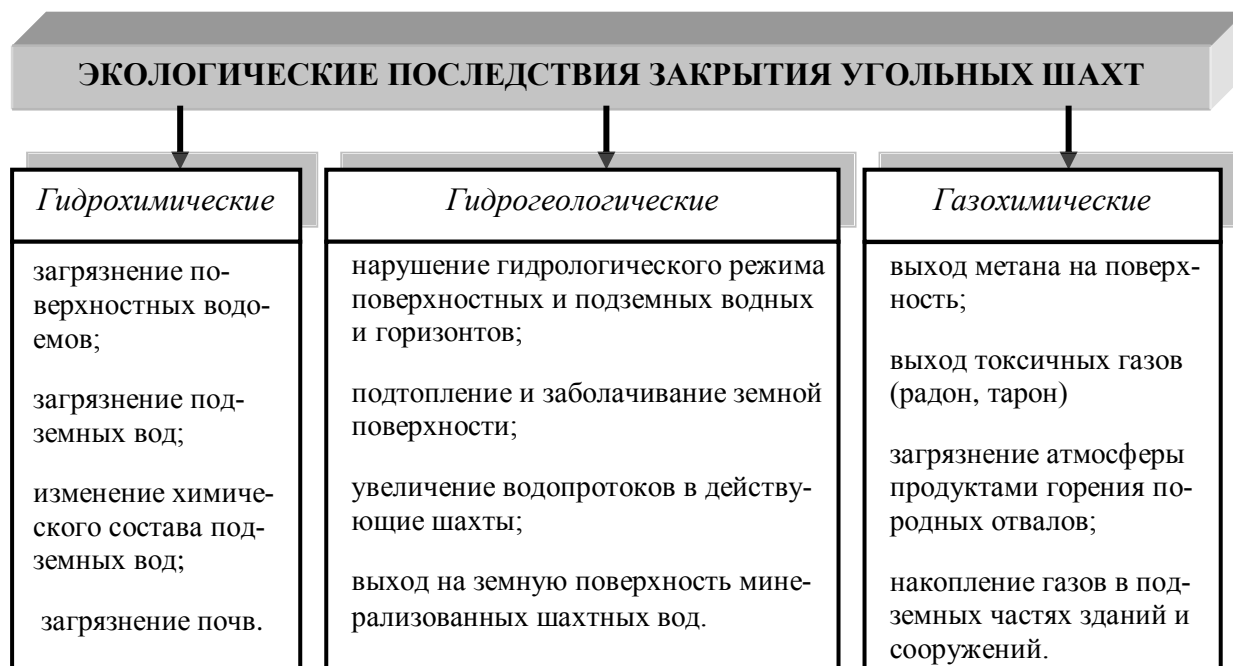 ЭКОЛОГИЧЕСКИЕ ПОСЛЕДСТВИЯ ЗАКРЫТИЯ УГОЛЬНЫХ ШАХТ
Гидрохимические
загрязнение по-
верхностных водо-
емов;
загрязнение под-
земных вод;
изменение химиче-
ского состава под-
земных вод;
загрязнение почв.
Гидрогеологические
нарушение гидрологического режима
поверхностных и подземных водных
и горизонтов;
подтопление и заболачивание земной
поверхности;
увеличение водопротоков в действу-
ющие шахты;
выход на земную поверхность мине-
рализованных шахтных вод.
Газохимические
выход метана на поверх-
ность;
выход токсичных газов
(радон, тарон)
загрязнение атмосферы
продуктами горения по-
родных отвалов;
накопление газов в под-
земных частях зданий и
сооружений.